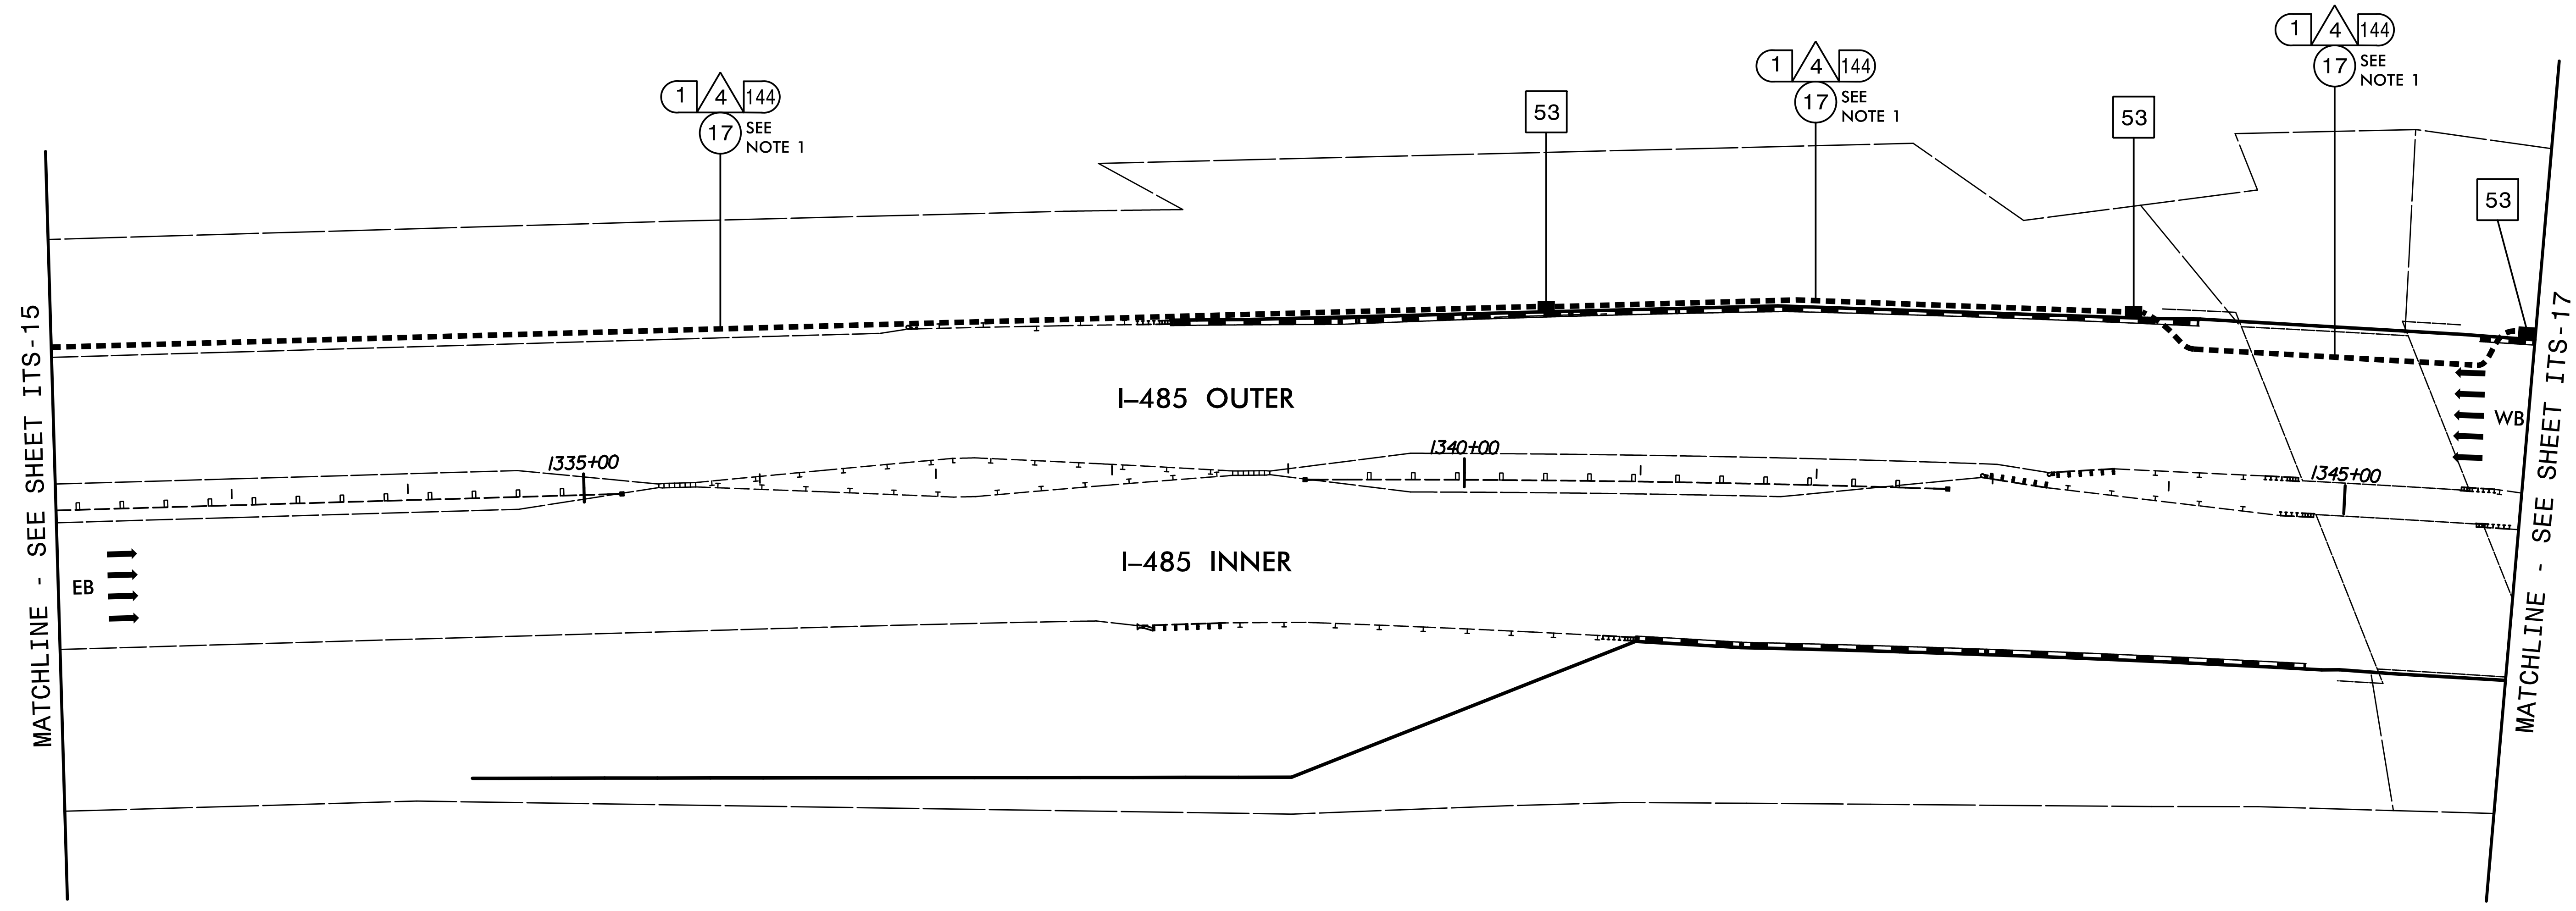 1 4 144
17 SEE
NOTE 1
53
1 4 144
17 SEE
NOTE 1
53
1 4 144
17 SEE
NOTE 1
53
MATCHLINE - SEE SHEET ITS-15
I-485 OUTER
WB
1335+00
1340+00
1345+00
I-485 INNER
EB
MATCHLINE - SEE SHEET ITS-17